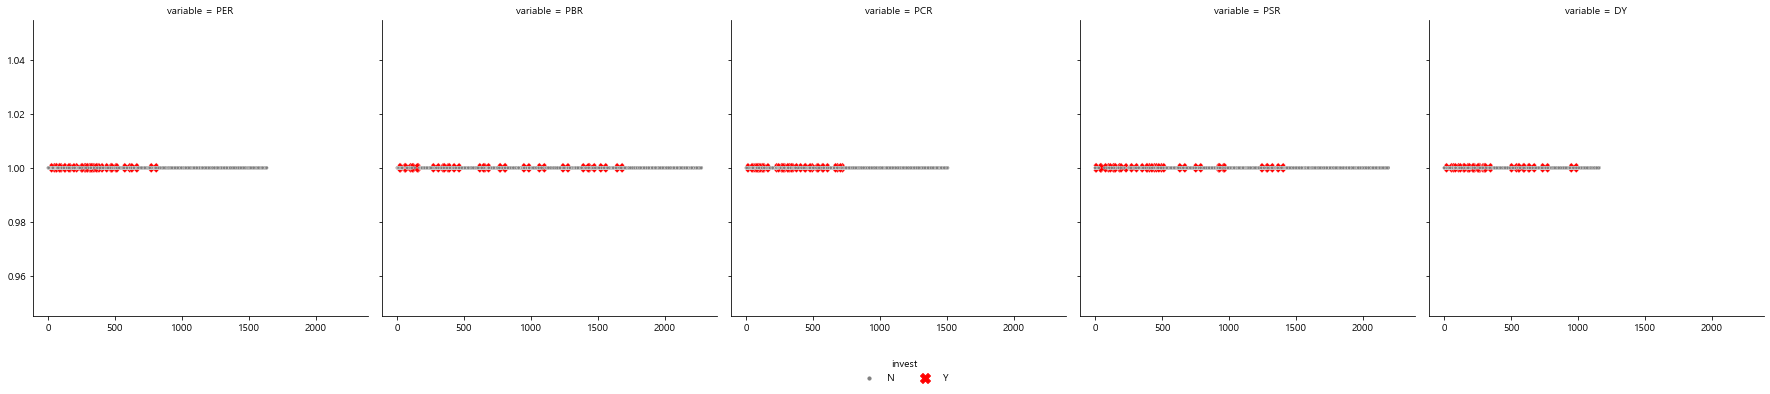 variable = PER
variable = PBR
variable = PCR
variable = PSR
variable = DY
1.04
1.02
1.00
0.98
0.96
0 500 1000 1500 2000
0 500 1000 1500 2000
0 500 1000 1500 2000
0 500 1000 1500 2000
0 500 1000 1500 2000
invest
N Y